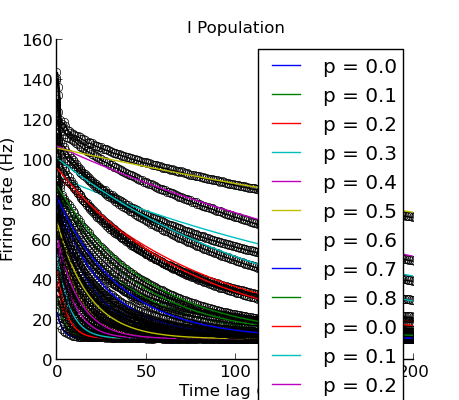 I Population
160
140
120
100
80
60
40
20
0
Firing rate (Hz)
0 50 100 200
Time lag (
p = 0.0
p = 0.1
p = 0.2
p = 0.3
p = 0.4
p = 0.5
p = 0.6
p = 0.7
p = 0.8
p = 0.0
p = 0.1
p = 0.2